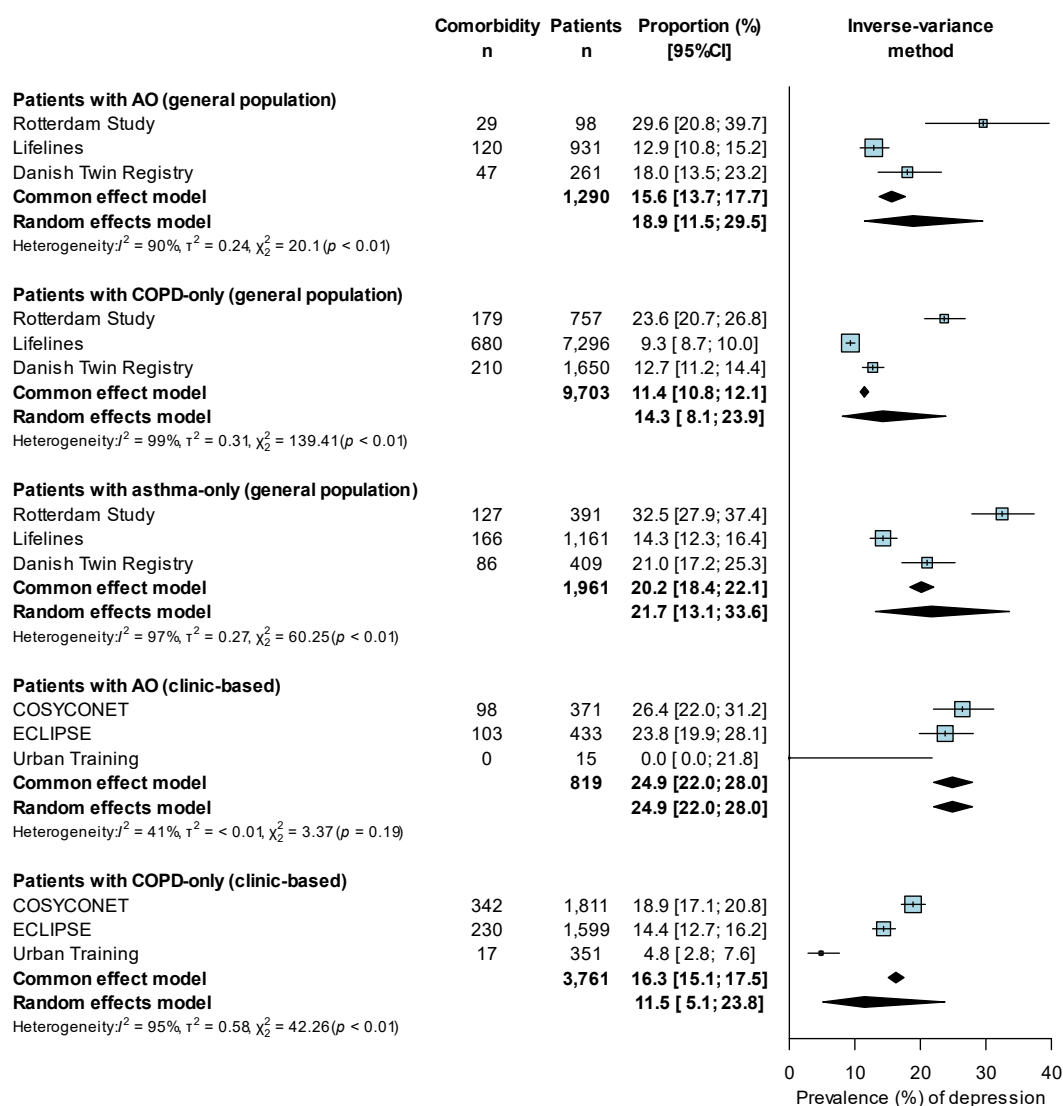 Comorbidity Patients Proportion (%) Inverse-variance
n n [95%CI] method
Patients with AO (general population)
Rotterdam Study 29 98 29.6 [20.8; 39.7]
Lifelines 120 931 12.9 [10.8; 15.2]
Danish Twin Registry 47 261 18.0 [13.5; 23.2]
Common effect model 1,290 15.6 [13.7; 17.7]
Random effects model 18.9 [11.5; 29.5]
Heterogeneity: I² = 90%, τ² = 0.24, χ²₂ = 20.1 (p < 0.01)
Patients with COPD-only (general population)
Rotterdam Study 179 757 23.6 [20.7; 26.8]
Lifelines 680 7,296 9.3 [ 8.7; 10.0]
Danish Twin Registry 210 1,650 12.7 [11.2; 14.4]
Common effect model 9,703 11.4 [10.8; 12.1]
Random effects model 14.3 [ 8.1; 23.9]
Heterogeneity: I² = 99%, τ² = 0.31, χ²₂ = 139.41 (p < 0.01)
Patients with asthma-only (general population)
Rotterdam Study 127 391 32.5 [27.9; 37.4]
Lifelines 166 1,161 14.3 [12.3; 16.4]
Danish Twin Registry 86 409 21.0 [17.2; 25.3]
Common effect model 1,961 20.2 [18.4; 22.1]
Random effects model 21.7 [13.1; 33.6]
Heterogeneity: I² = 97%, τ² = 0.27, χ²₂ = 60.25 (p < 0.01)
Patients with AO (clinic-based)
COSYCONET 98 371 26.4 [22.0; 31.2]
ECLIPSE 103 433 23.8 [19.9; 28.1]
Urban Training 0 15 0.0 [ 0.0; 21.8]
Common effect model 819 24.9 [22.0; 28.0]
Random effects model 24.9 [22.0; 28.0]
Heterogeneity: I² = 41%, τ² = < 0.01, χ²₂ = 3.37 (p = 0.19)
Patients with COPD-only (clinic-based)
COSYCONET 342 1,811 18.9 [17.1; 20.8]
ECLIPSE 230 1,599 14.4 [12.7; 16.2]
Urban Training 17 351 4.8 [ 2.8; 7.6]
Common effect model 3,761 16.3 [15.1; 17.5]
Random effects model 11.5 [ 5.1; 23.8]
Heterogeneity: I² = 95%, τ² = 0.58, χ²₂ = 42.26 (p < 0.01)
0 10 20 30 40
Prevalence (%) of depression